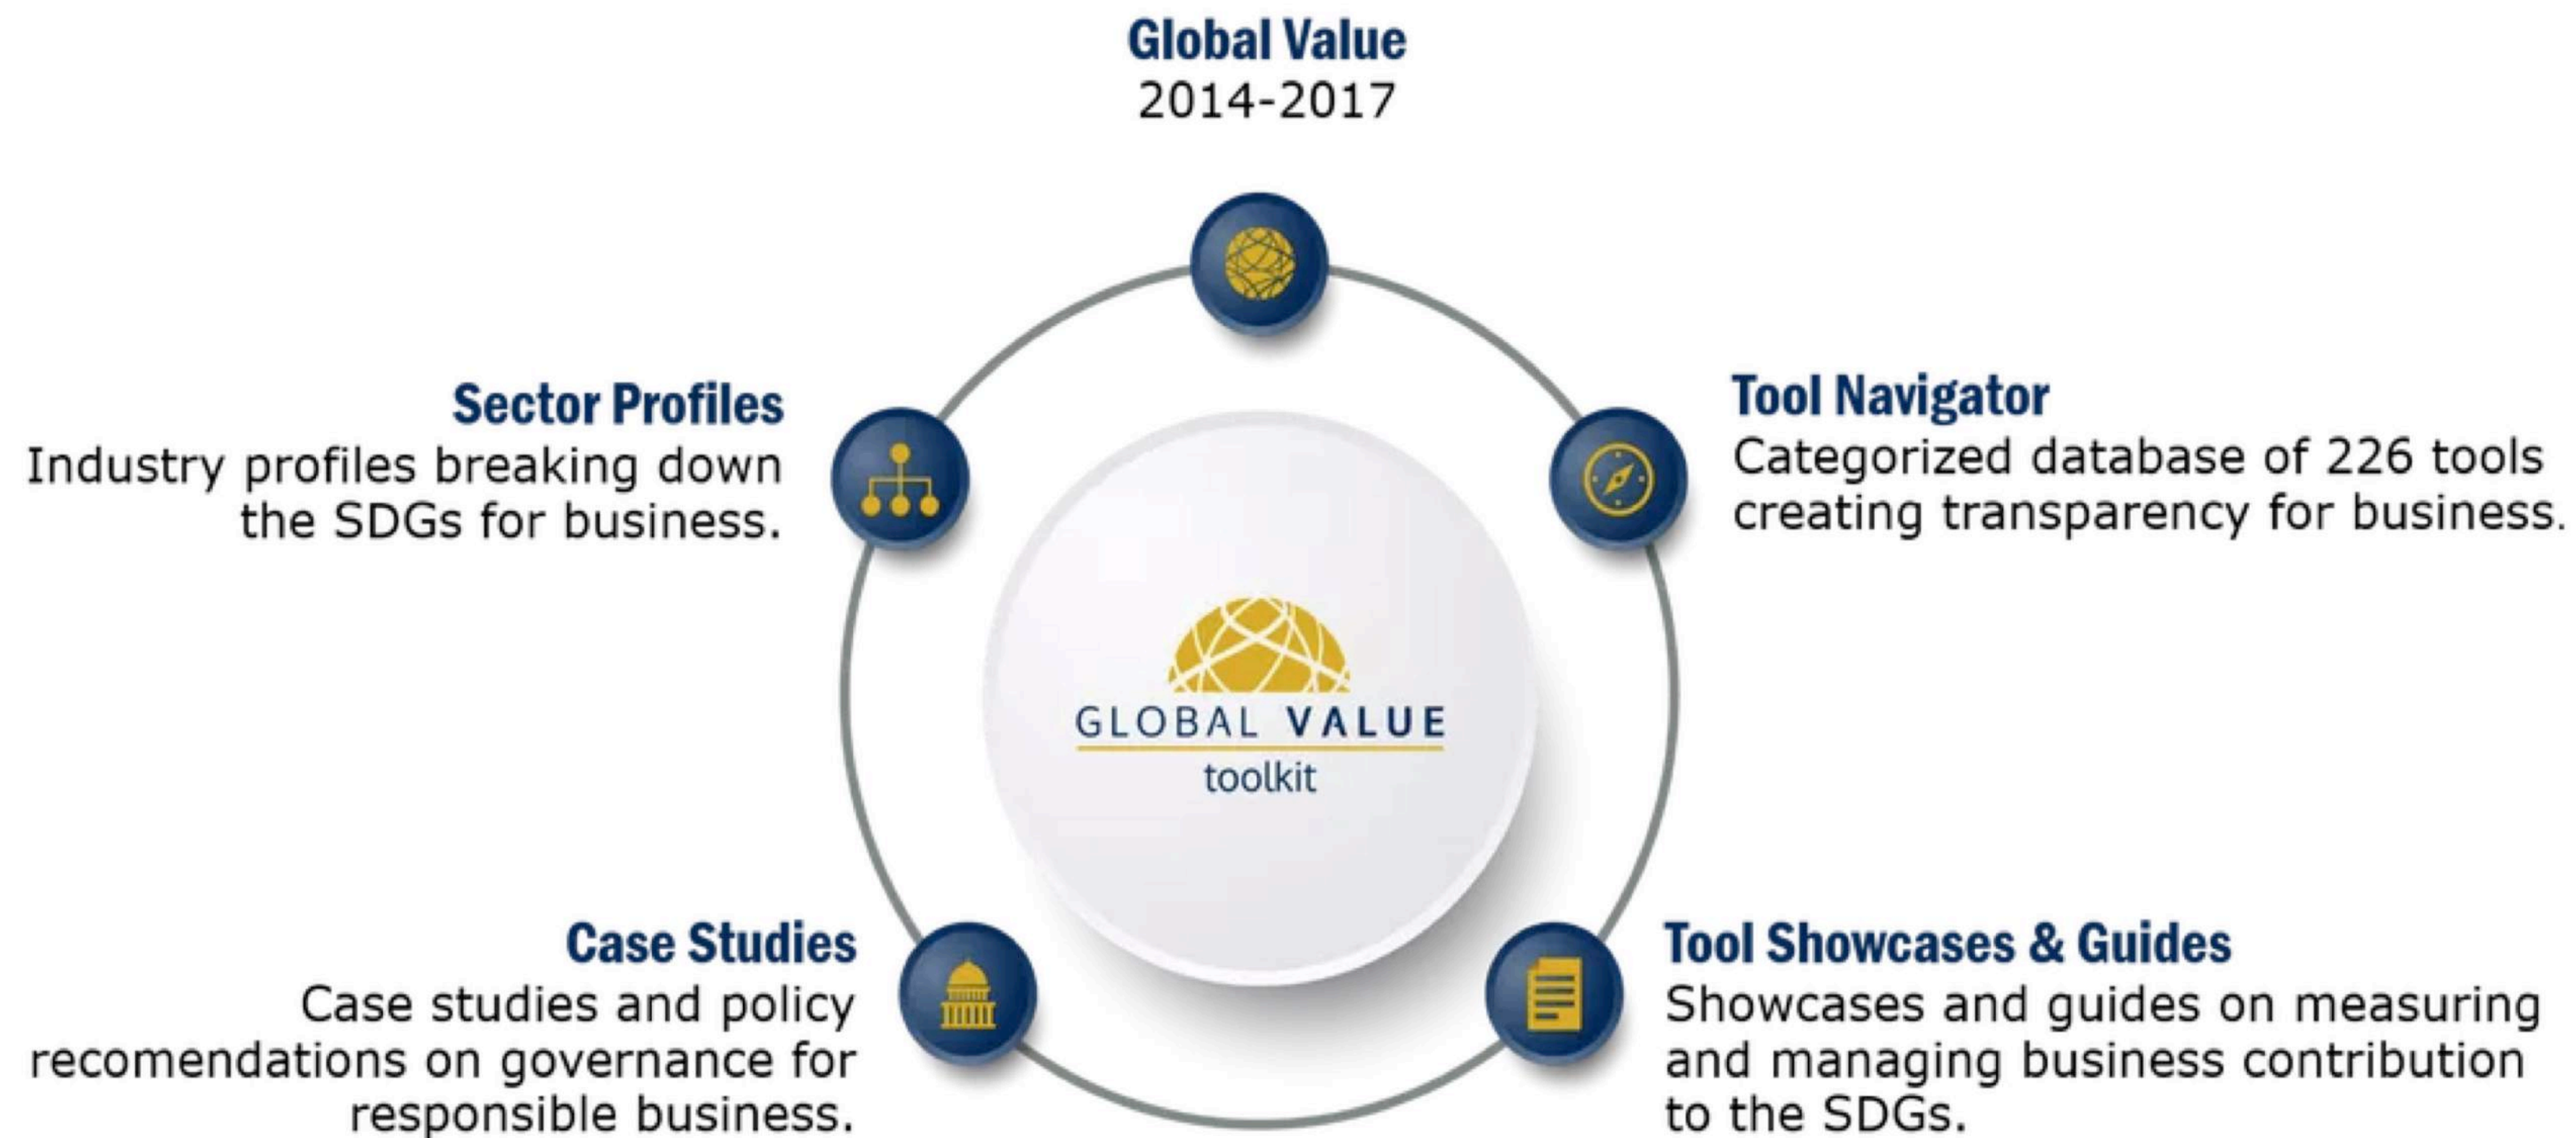 Global Value
2014-2017
Sector Profiles
Industry profiles breaking down
the SDGs for business.
Tool Navigator
Categorized database of 226 tools
creating transparency for business.
GLOBAL VALUE
toolkit
Case Studies
Case studies and policy
recomendations on governance for
responsible business.
Tool Showcases & Guides
Showcases and guides on measuring
and managing business contribution
to the SDGs.